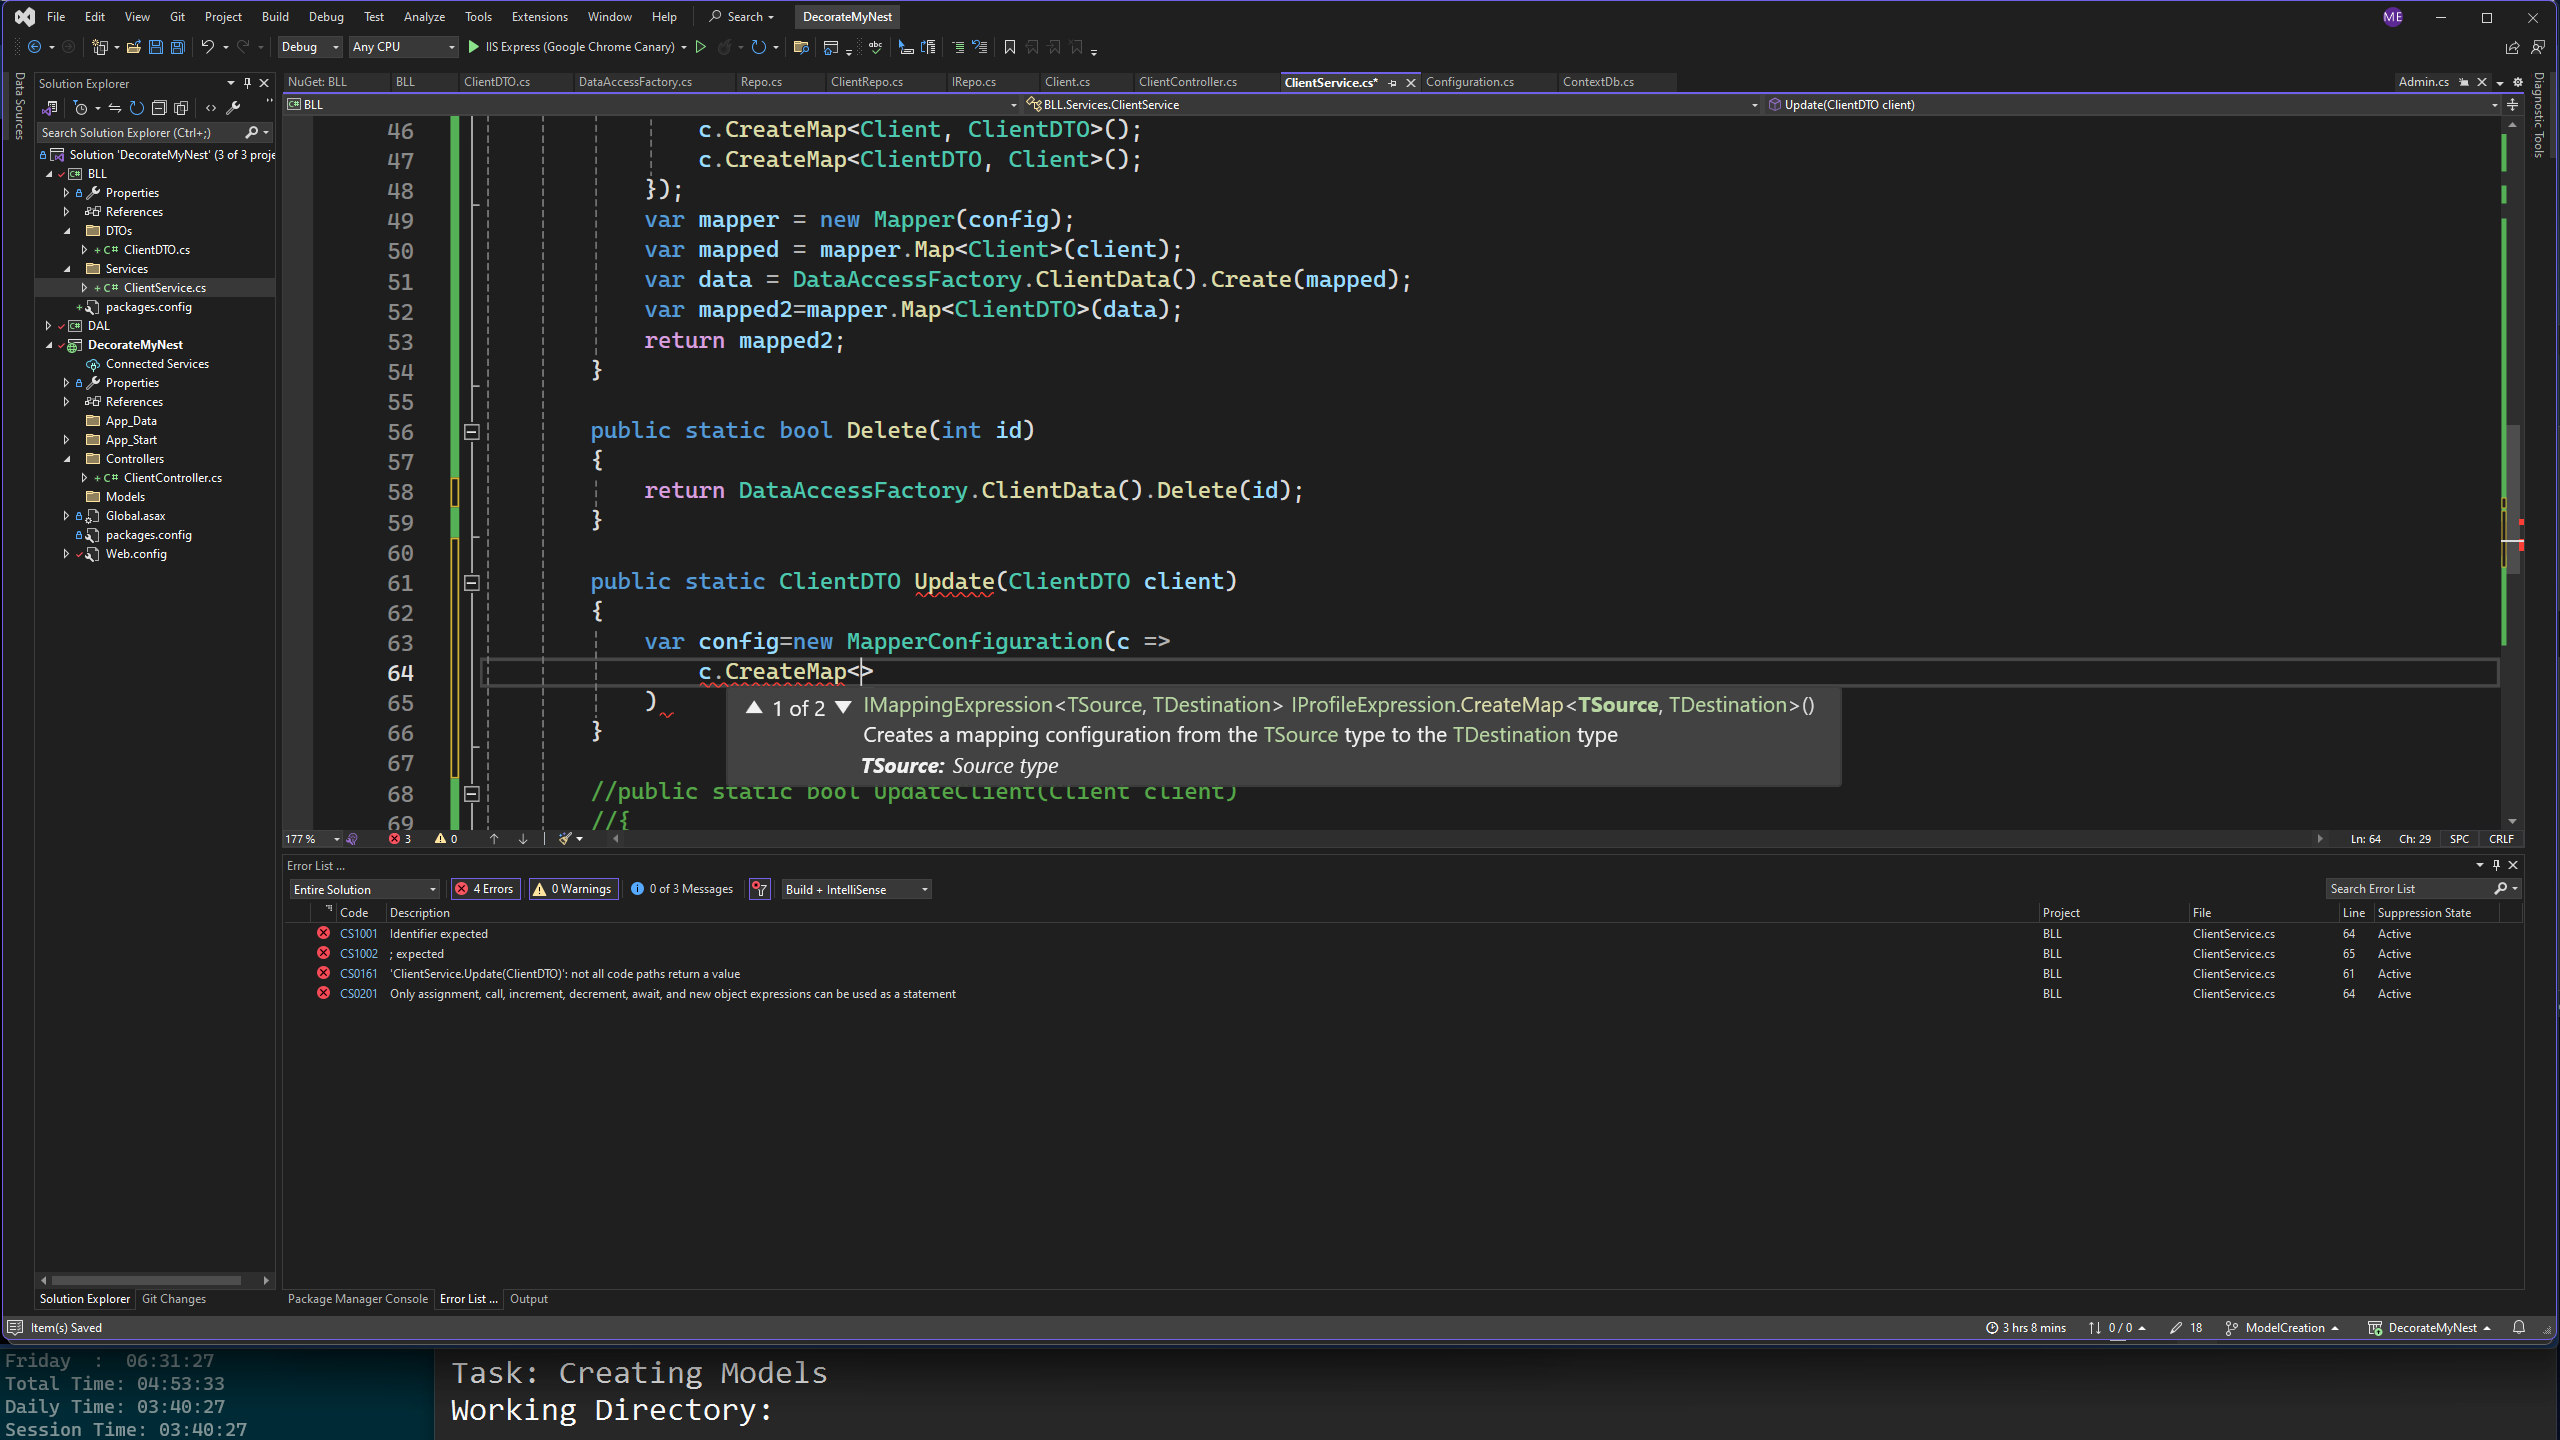 File Edit View Git Project Build Debug Test Analyze Tools Extensions Window Help Search DecorateMyNest ME
Debug Any CPU IIS Express (Google Chrome Canary)
Data Sources
Solution Explorer
Search Solution Explorer (Ctrl+;)
Solution 'DecorateMyNest' (3 of 3 proje
BLL
Properties
References
DTOs
ClientDTO.cs
Services
ClientService.cs
packages.config
DAL
DecorateMyNest
Connected Services
Properties
References
App_Data
App_Start
Controllers
ClientController.cs
Models
Global.asax
packages.config
Web.config
NuGet: BLL BLL ClientDTO.cs DataAccessFactory.cs Repo.cs ClientRepo.cs IRepo.cs Client.cs ClientController.cs ClientService.cs* Configuration.cs ContextDb.cs Admin.cs
BLL BLL.Services.ClientService Update(ClientDTO client)
Diagnostic Tools
46 c.CreateMap<Client, ClientDTO>();
47 c.CreateMap<ClientDTO, Client>();
48 });
49 var mapper = new Mapper(config);
50 var mapped = mapper.Map<Client>(client);
51 var data = DataAccessFactory.ClientData().Create(mapped);
52 var mapped2=mapper.Map<ClientDTO>(data);
53 return mapped2;
54 }
55
56 public static bool Delete(int id)
57 {
58 return DataAccessFactory.ClientData().Delete(id);
59 }
60
61 public static ClientDTO Update(ClientDTO client)
62 {
63 var config=new MapperConfiguration(c =>
64 c.CreateMap<>
65 )
66 }
67
68 //public static bool UpdateClient(Client client)
69 //{
1 of 2 IMappingExpression<TSource, TDestination> IProfileExpression.CreateMap<TSource, TDestination>()
Creates a mapping configuration from the TSource type to the TDestination type
TSource: Source type
177 % 3 0 Ln: 64 Ch: 29 SPC CRLF
Error List ...
Entire Solution 4 Errors 0 Warnings 0 of 3 Messages Build + IntelliSense Search Error List
Code Description Project File Line Suppression State
CS1001 Identifier expected BLL ClientService.cs 64 Active
CS1002 ; expected BLL ClientService.cs 65 Active
CS0161 'ClientService.Update(ClientDTO)': not all code paths return a value BLL ClientService.cs 61 Active
CS0201 Only assignment, call, increment, decrement, await, and new object expressions can be used as a statement BLL ClientService.cs 64 Active
Solution Explorer Git Changes Package Manager Console Error List ... Output
Item(s) Saved 3 hrs 8 mins 0 / 0 18 ModelCreation DecorateMyNest
Friday : 06:31:27
Total Time: 04:53:33
Daily Time: 03:40:27
Session Time: 03:40:27
Task: Creating Models
Working Directory: